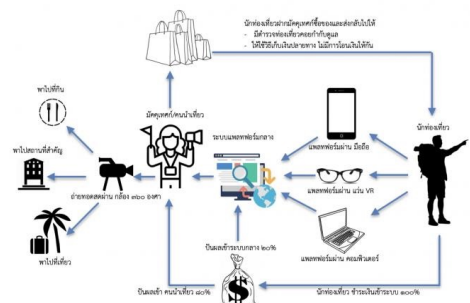 นักท่องเที่ยวฝากมัคุเทศก์ซื้อของและส่งกลับไปให้
- มีตำรวจท่องเที่ยวคอยกำกับดูแล
- ให้ใช้วิธีเก็บเงินปลายทาง ไม่มีการโอนเงินให้กัน
พาไปที่กิน
มัคุเทศก์/คนนำเที่ยว
ระบบแพลทฟอร์มกลาง
แพลทฟอร์มผ่าน มือถือ
นักท่องเที่ยว
พาไปสถานที่สำคัญ
ถ่ายทอดสดผ่าน กล้อง ๓๖๐ องศา
แพลทฟอร์มผ่าน แว่น VR
พาไปที่เที่ยว
แพลทฟอร์มผ่าน คอมพิวเตอร์
ปันผลเข้าระบบกลาง ๒๐%
ปันผลเข้า คนนำเที่ยว ๘๐%
นักท่องเที่ยว ชำระเงินเข้าระบบ ๑๐๐%